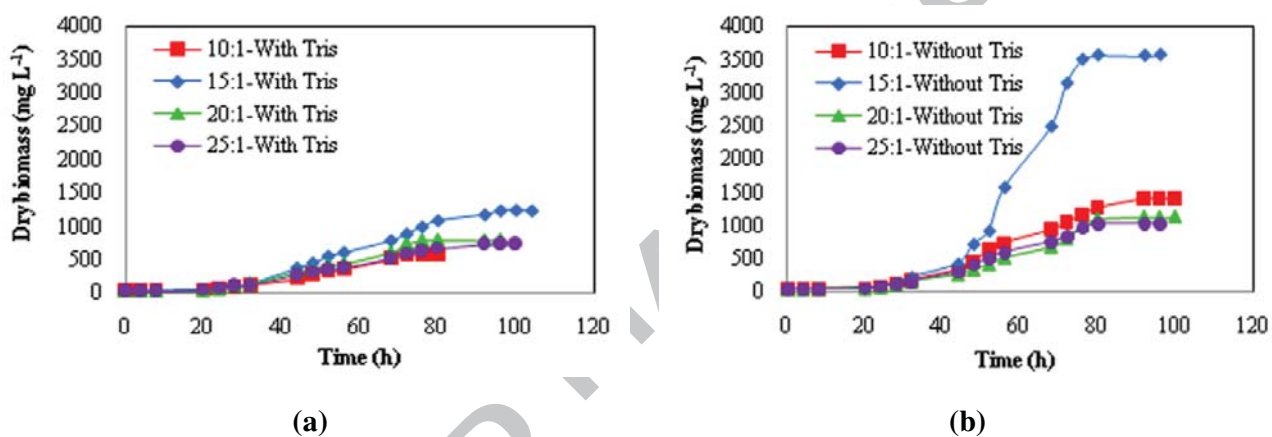 4000
3500
3000
2500
2000
1500
1000
500
0
Dry biomass (mg L-1)
10:1-With Tris
15:1-With Tris
20:1-With Tris
25:1-With Tris
0 20 40 60 80 100 120
Time (h)
(a)
4000
3500
3000
2500
2000
1500
1000
500
0
Dry biomass (mg L-1)
10:1-Without Tris
15:1-Without Tris
20:1-Without Tris
25:1-Without Tris
0 20 40 60 80 100 120
Time (h)
(b)